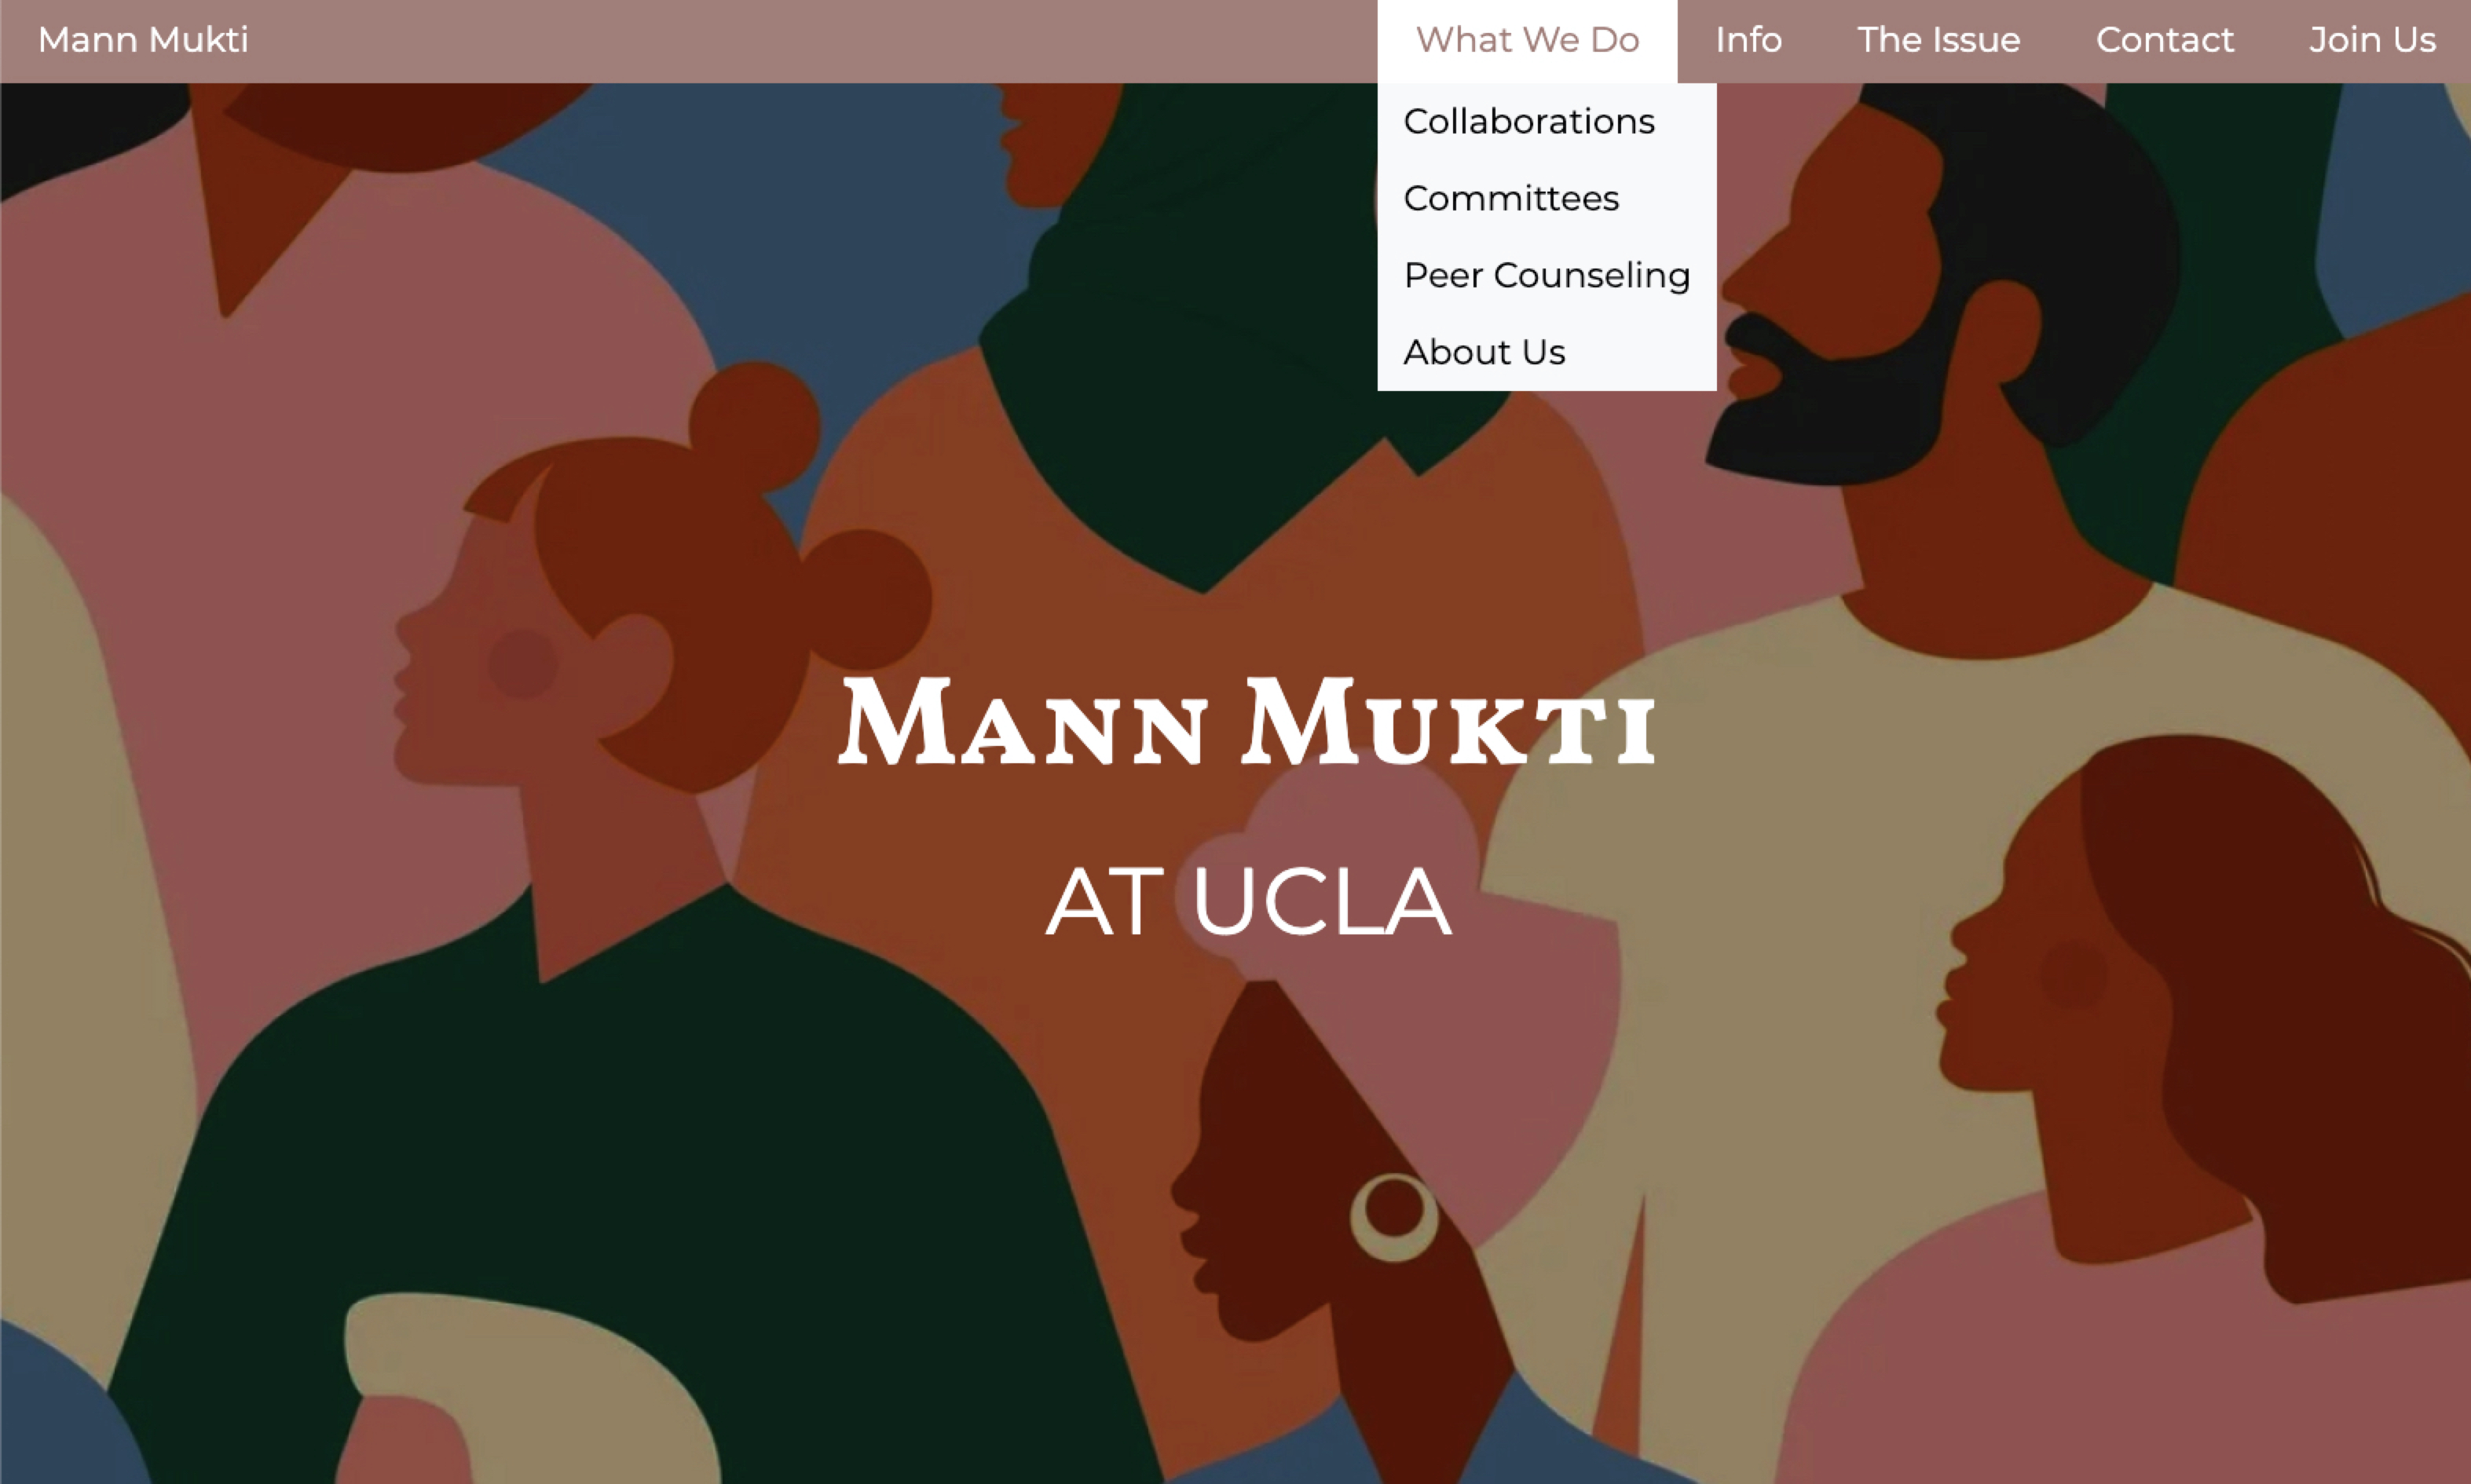 Mann Mukti What We Do Info The Issue Contact Join Us
Collaborations
Committees
Peer Counseling
About Us
MANN MUKTI
AT UCLA